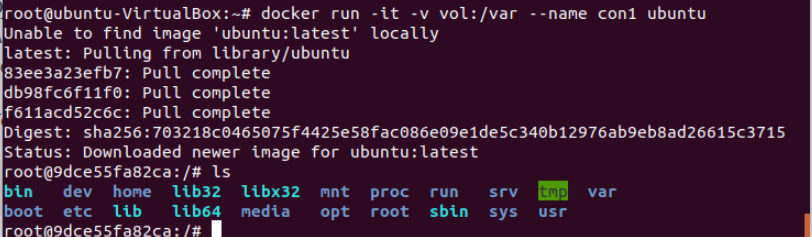 root@ubuntu-VirtualBox:~# docker run -it -v vol:/var --name con1 ubuntu
Unable to find image 'ubuntu:latest' locally
latest: Pulling from library/ubuntu
83ee3a23efb7: Pull complete
db98fc6f11f0: Pull complete
f611acd52c6c: Pull complete
Digest: sha256:703218c0465075f4425e58fac086e09e1de5c340b12976ab9eb8ad26615c3715
Status: Downloaded newer image for ubuntu:latest
root@9dce55fa82ca:/# ls
bin dev home lib32 libx32 mnt proc run srv tmp var
boot etc lib lib64 media opt root sbin sys usr
root@9dce55fa82ca:/#